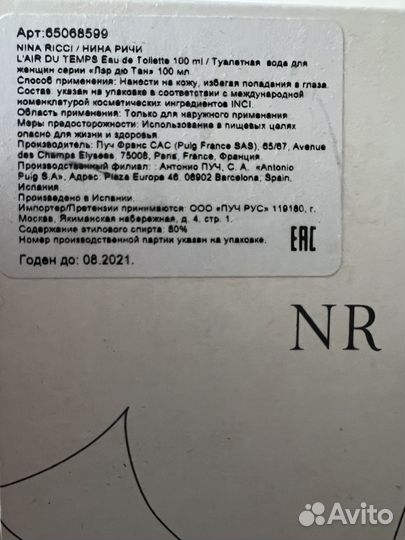 Арт:65068599
NINA RICCI / НИНА РИЧИ
L'AIR DU TEMPS Eau de Toilette 100 ml / Туалетная вода для
женщин серии «Лэр дю Тан» 100 мл
Способ применения: Нанести на кожу, избегая попадания в глаза.
Состав: указан на упаковке в соответствии с международной
номенклатурой косметических ингредиентов INCI.
Область применения: Только для наружного применения
Меры предосторожности: Использование в пищевых целях
опасно для жизни и здоровья.
Производитель: Пуч Франс САС (Puig France SAS), 65/67, Avenue
des Champs Elysees, 75008, Paris, France, Франция.
Производственный филиал: : Антонио ПУЧ, С. А. «Antonio
Puig S.A», Адрес: Plaza Europa 46 08902 Barcelona, Spain,
Испания.
Произведено в Испании.
Импортер/Претензии принимаются: ООО «ПУЧ РУС» 119180, г.
Москва, Якиманская набережная, д. 4, стр. 1.
Содержание этилового спирта: 80%
Номер производственной партии указан на упаковке.
EAC
Годен до: 08.2021.
NR
Avito